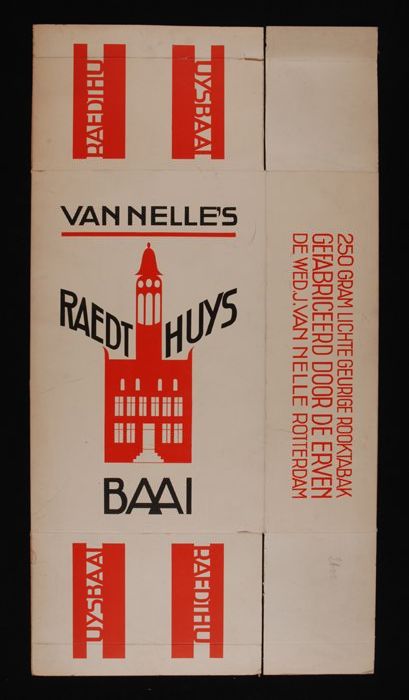 RAEDTHU
UYSBAAI
VAN NELLE'S
RAEDT HUYS
BAAI
250 GRAM LICHTE GEURIGE ROOKTABAK
GEFABRICEERD DOOR DE ERVEN
DE WED. J. VAN NELLE ROTTERDAM
UYSBAAI
RAEDTHU